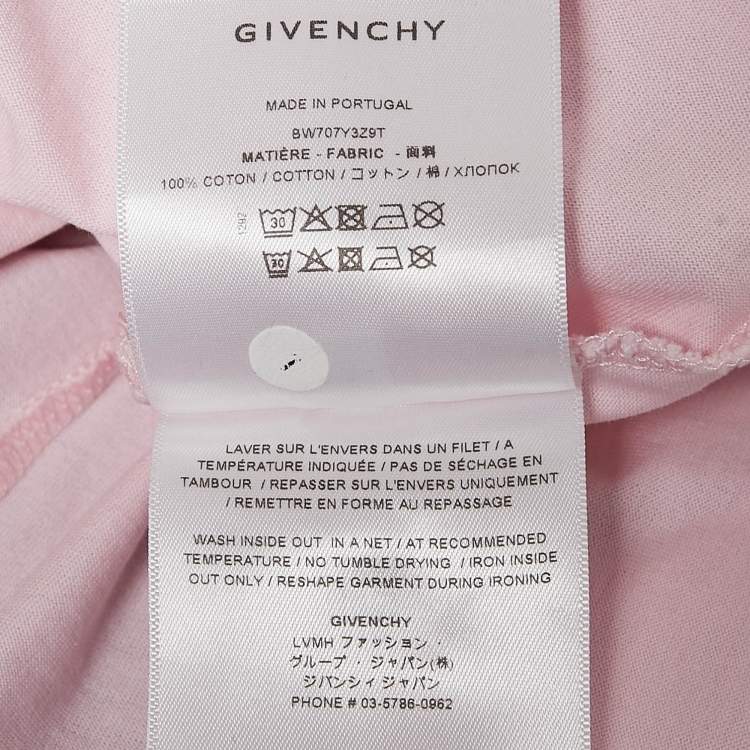 GIVENCHY
MADE IN PORTUGAL
BW707Y3Z9T
MATIÈRE - FABRIC - 面料
100% COTON / COTTON / コットン / 棉 / ХЛОПОК
1292
30
30
LAVER SUR L'ENVERS DANS UN FILET / A
TEMPÉRATURE INDIQUÉE / PAS DE SÉCHAGE EN
TAMBOUR / REPASSER SUR L'ENVERS UNIQUEMENT
/ REMETTRE EN FORME AU REPASSAGE
WASH INSIDE OUT IN A NET / AT RECOMMENDED
TEMPERATURE / NO TUMBLE DRYING / IRON INSIDE
OUT ONLY / RESHAPE GARMENT DURING IRONING
GIVENCHY
LVMH ファッション ·
グループ · ジャパン(株)
ジバンシィ ジャパン
PHONE # 03-5786-0962